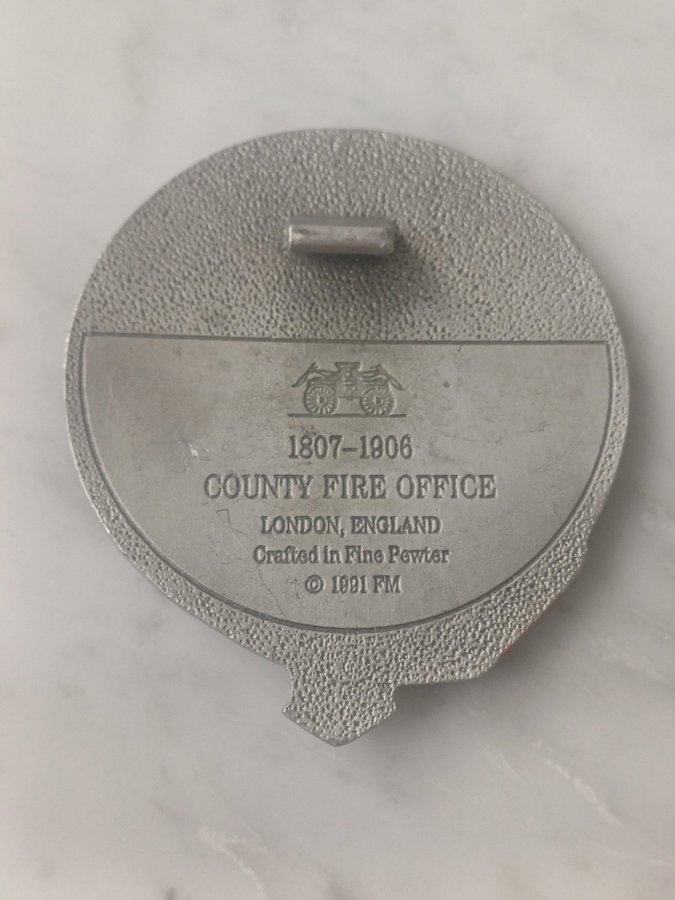 1807-1906
COUNTY FIRE OFFICE
LONDON, ENGLAND
Crafted in Fine Pewter
© 1991 FM